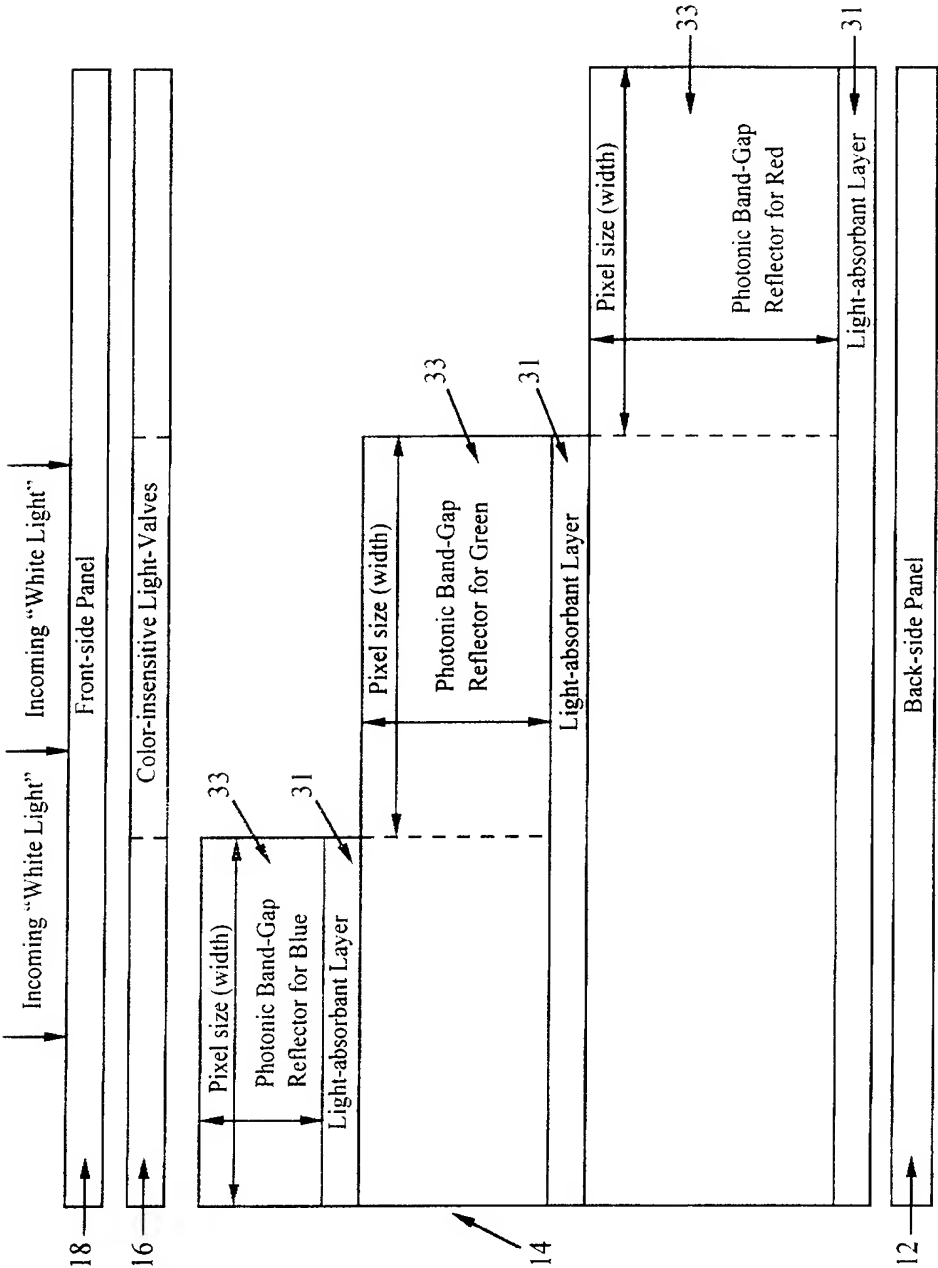 Incoming “White Light”
Incoming “White Light”
18
Front-side Panel
16
Color-insensitive Light-Valves
Pixel size (width)
Photonic Band-Gap
Reflector for Blue
33
Light-absorbant Layer
31
14
Pixel size (width)
Photonic Band-Gap
Reflector for Green
33
Light-absorbant Layer
31
Pixel size (width)
Photonic Band-Gap
Reflector for Red
33
Light-absorbant Layer
31
12
Back-side Panel